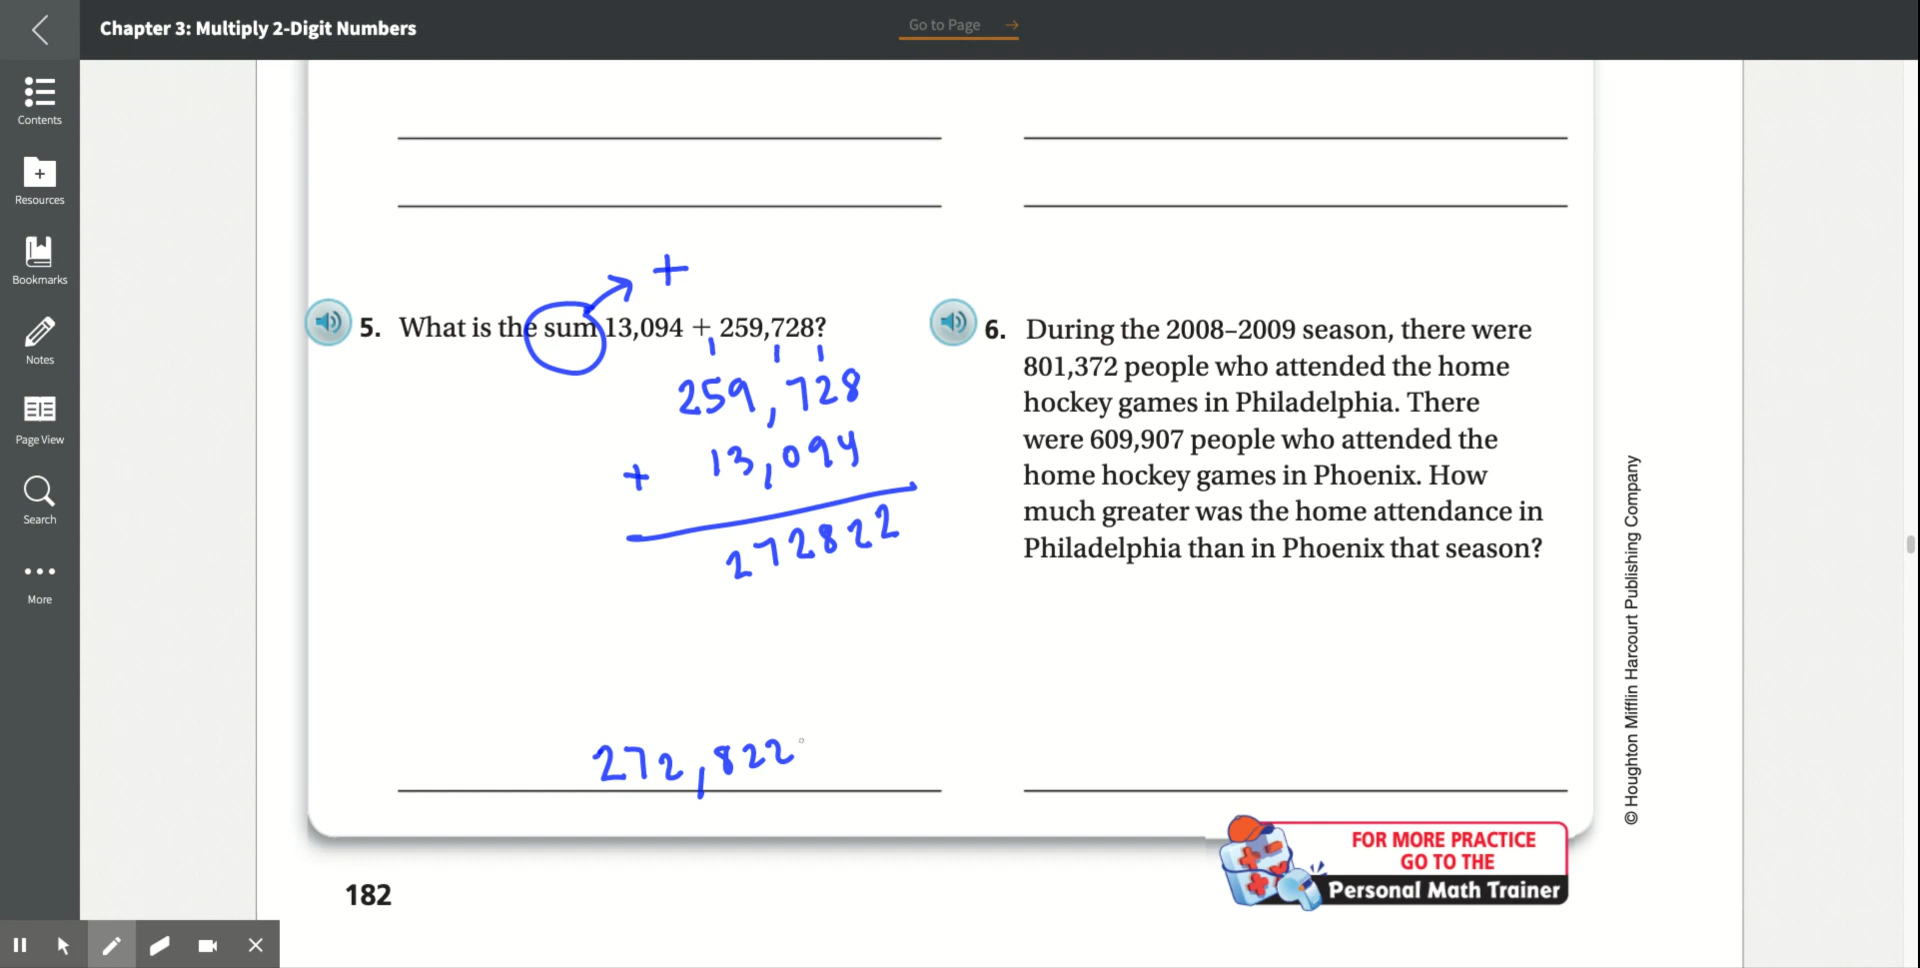 Chapter 3: Multiply 2-Digit Numbers
Go to Page →
Contents
Resources
Bookmarks
Notes
Page View
Search
More
+
5. What is the sum 13,094 + 259,728?
1 1 1
259,728
+ 13,094
272822
272,822
6. During the 2008–2009 season, there were
801,372 people who attended the home
hockey games in Philadelphia. There
were 609,907 people who attended the
home hockey games in Phoenix. How
much greater was the home attendance in
Philadelphia than in Phoenix that season?
© Houghton Mifflin Harcourt Publishing Company
FOR MORE PRACTICE
GO TO THE
Personal Math Trainer
182